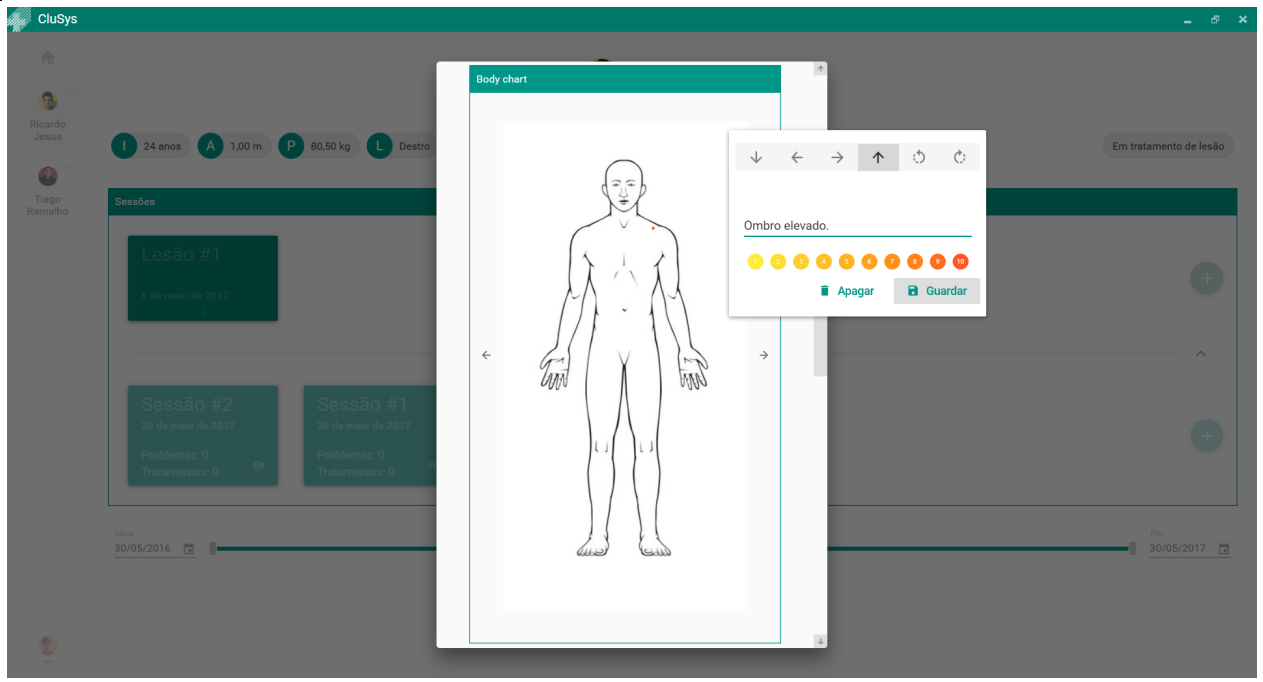 CluSys
Ricardo
Jesus
Tiago
Ramalho
I 24 anos A 1,00 m P 80,50 kg L Destro
Em tratamento de lesão
Sessões
Lesão #1
6 de maio de 2017
/
Sessão #2
30 de maio de 2017
Problemas: 0
Tratamentos: 0
Sessão #1
30 de maio de 2017
Problemas: 0
Tratamentos: 0
Início
30/05/2016
Fim
30/05/2017
...
Body chart
Ombro elevado.
1 2 3 4 5 6 7 8 9 10
Apagar Guardar